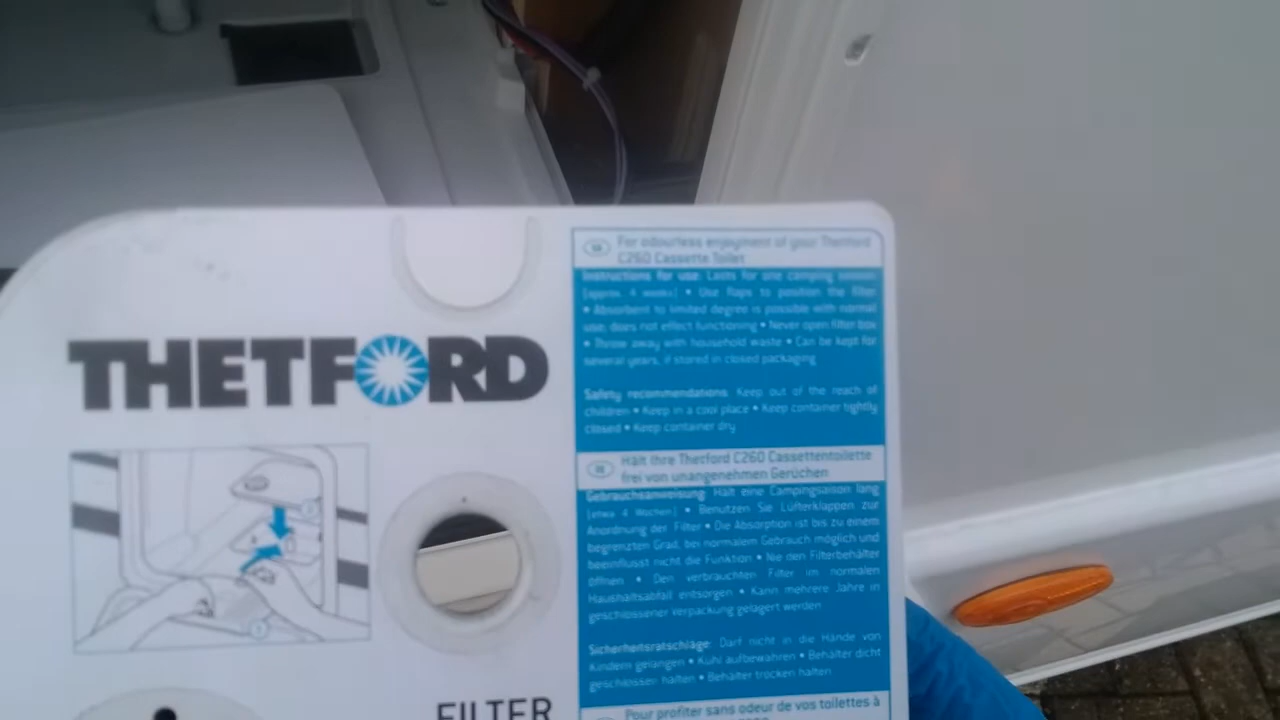 THETFORD
FILTER
For odourless enjoyment of your Thetford
C260 Cassette Toilet
Instructions for use: Lasts for one camping season
[approx. 4 weeks] • Use flaps to position the filter
• Absorbent to limited degree is possible with normal
use; does not effect functioning • Never open filter box
• Throw away with household waste • Can be kept for
several years, if stored in closed packaging
Safety recommendations: Keep out of the reach of
children • Keep in a cool place • Keep container tightly
closed • Keep container dry
Hält Ihre Thetford C260 Cassettentoilette
frei von unangenehmen Gerüchen
Gebrauchsanweisung: Hält eine Campingsaison lang
[etwa 4 Wochen] • Benutzen Sie Lüfterklappen zur
Anordnung der Filter • Die Absorption ist bis zu einem
begrenzten Grad, bei normalem Gebrauch möglich und
beeinflusst nicht die Funktion • Nie den Filterbehälter
öffnen • Den verbrauchten Filter im normalen
Haushaltsabfall entsorgen • Kann mehrere Jahre in
geschlossener Verpackung gelagert werden
Sicherheitsratschläge: Darf nicht in die Hände von
Kindern gelangen • Kühl aufbewahren • Behälter dicht
geschlossen halten • Behälter trocken halten
Pour profiter sans odeur de vos toilettes à